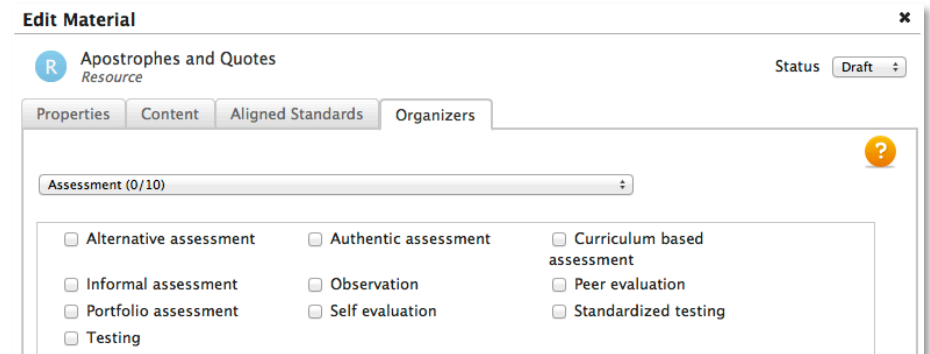 Edit Material
Apostrophes and Quotes
R
Resource
Status Draft
Properties Content Aligned Standards Organizers
?
Assessment (0/10)
Alternative assessment Authentic assessment Curriculum based
assessment
Informal assessment Observation Peer evaluation
Portfolio assessment Self evaluation Standardized testing
Testing